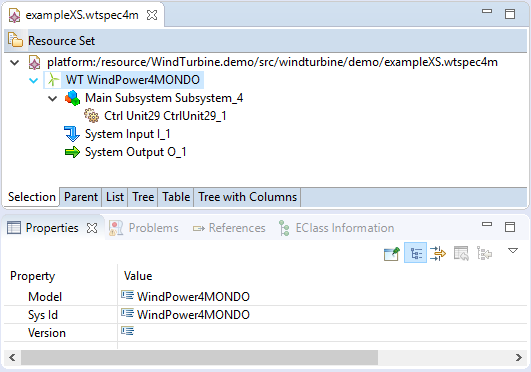 exampleXS.wtspec4m
Resource Set
platform:/resource/WindTurbine.demo/src/windturbine/demo/exampleXS.wtspec4m
WT WindPower4MONDO
Main Subsystem Subsystem_4
Ctrl Unit29 CtrlUnit29_1
System Input I_1
System Output O_1
Selection Parent List Tree Table Tree with Columns
Properties Problems References EClass Information
Property Value
Model WindPower4MONDO
Sys Id WindPower4MONDO
Version